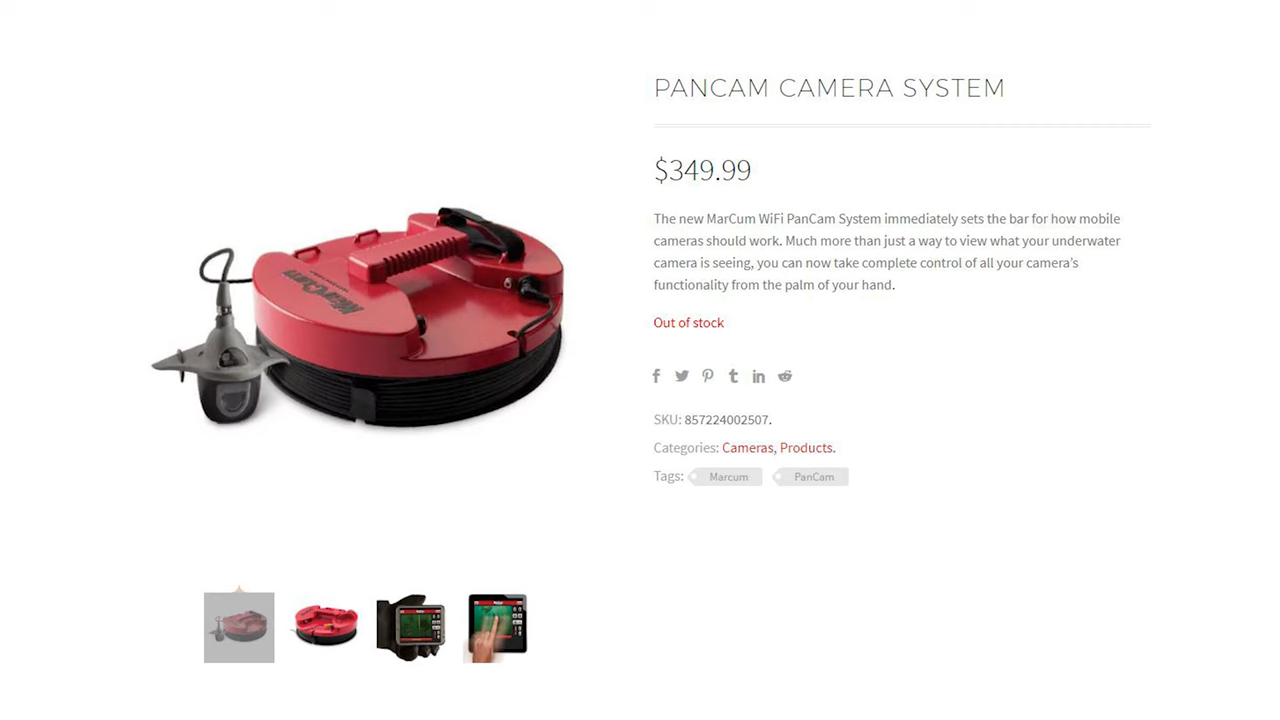 PANCAM CAMERA SYSTEM
$349.99
The new MarCum WiFi PanCam System immediately sets the bar for how mobile
cameras should work. Much more than just a way to view what your underwater
camera is seeing, you can now take complete control of all your camera's
functionality from the palm of your hand.
Out of stock
SKU: 857224002507.
Categories: Cameras, Products.
Tags: Marcum PanCam
MarCum